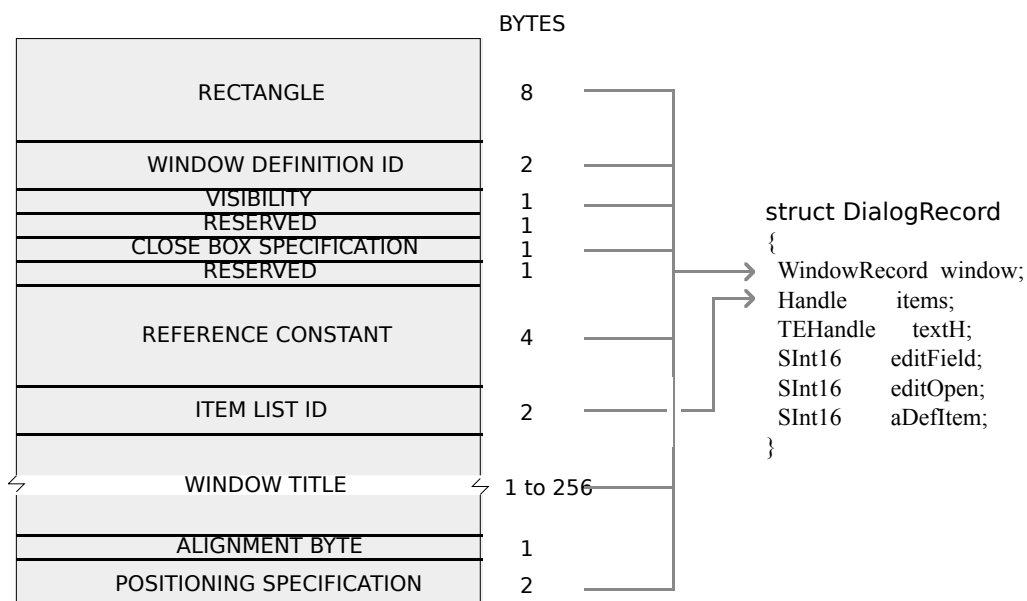 BYTES
RECTANGLE 8
WINDOW DEFINITION ID 2
VISIBILITY 1
RESERVED 1
CLOSE BOX SPECIFICATION 1
RESERVED 1
REFERENCE CONSTANT 4
ITEM LIST ID 2
WINDOW TITLE 1 to 256
ALIGNMENT BYTE 1
POSITIONING SPECIFICATION 2
struct DialogRecord
{
WindowRecord window;
Handle items;
TEHandle textH;
SInt16 editField;
SInt16 editOpen;
SInt16 aDefItem;
}